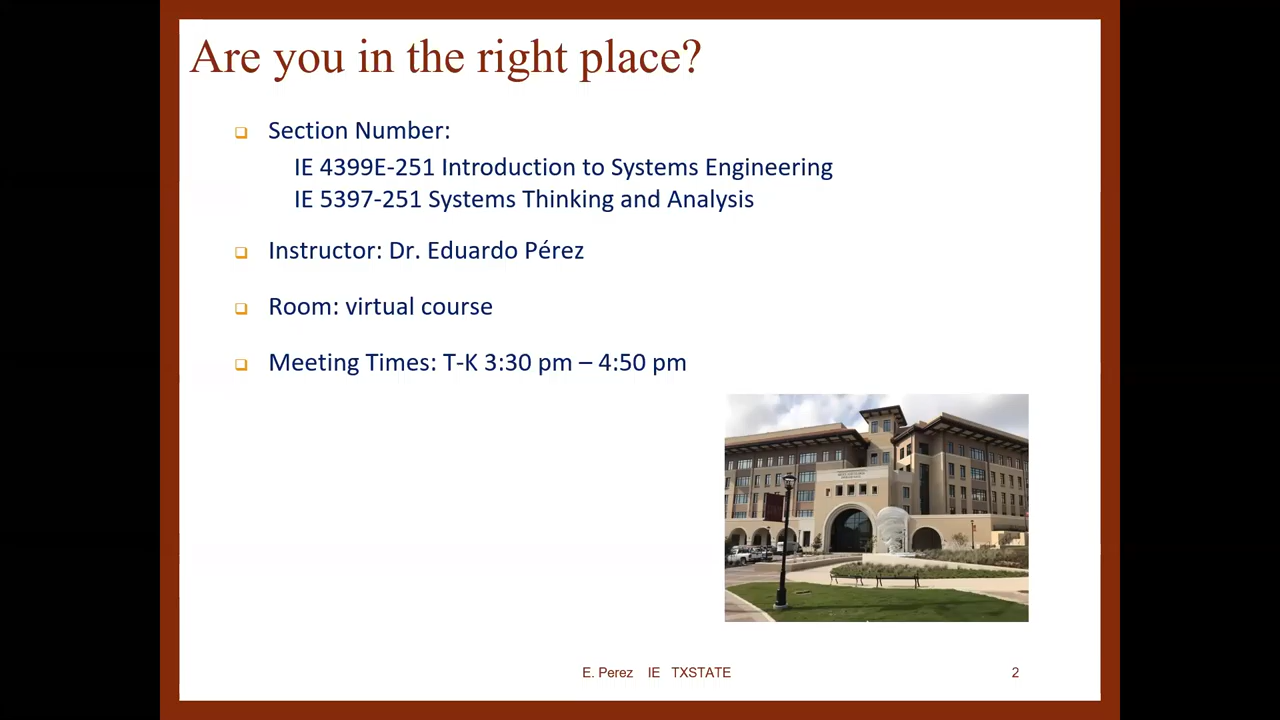 Are you in the right place?
Section Number:
IE 4399E-251 Introduction to Systems Engineering
IE 5397-251 Systems Thinking and Analysis
Instructor: Dr. Eduardo Pérez
Room: virtual course
Meeting Times: T-K 3:30 pm – 4:50 pm
E. Perez IE TXSTATE
2